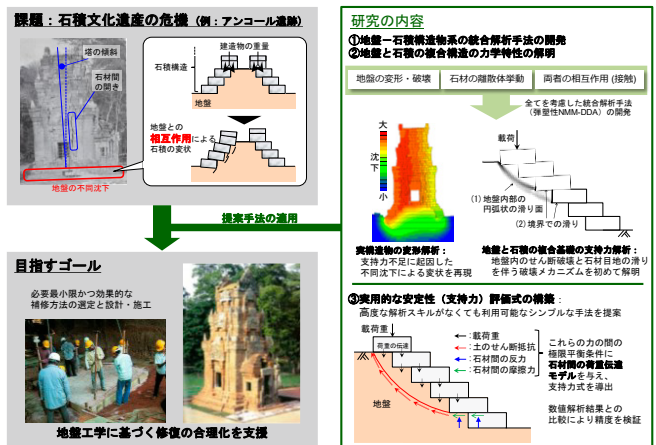 課題：石積文化遺産の危機（例：アンコール遺跡）
塔の傾斜
石材間
の開き
地盤の不同沈下
建造物の重量
石積構造
地盤
地盤との
相互作用による
石積の変状
提案手法の適用
目指すゴール
必要最小限かつ効果的な
補修方法の選定と設計・施工
地盤工学に基づく修復の合理化を支援
研究の内容
①地盤－石積構造物系の統合解析手法の開発
②地盤と石積の複合構造の力学特性の解明
地盤の変形・破壊
石材の離散体挙動
両者の相互作用（接触）
全てを考慮した統合解析手法
（弾塑性NMM-DDA）の開発
大
沈
下
小
載荷
(1) 地盤内部の
円弧状の滑り面
(2) 境界での滑り
実構造物の変形解析：
支持力不足に起因した
不同沈下による変状を再現
地盤と石積の複合基礎の支持力解析：
地盤内のせん断破壊と石材目地の滑り
を伴う破壊メカニズムを初めて解明
③実用的な安定性（支持力）評価式の構築：
高度な解析スキルがなくても利用可能なシンプルな手法を提案
載荷重
荷重の伝達
地盤
：載荷重
：土のせん断抵抗
：石材間の反力
：石材間の摩擦力
これらの力の間の
極限平衡条件に
石材間の荷重伝達
モデルを与え、
支持力式を導出
数値解析結果との
比較により精度を検証